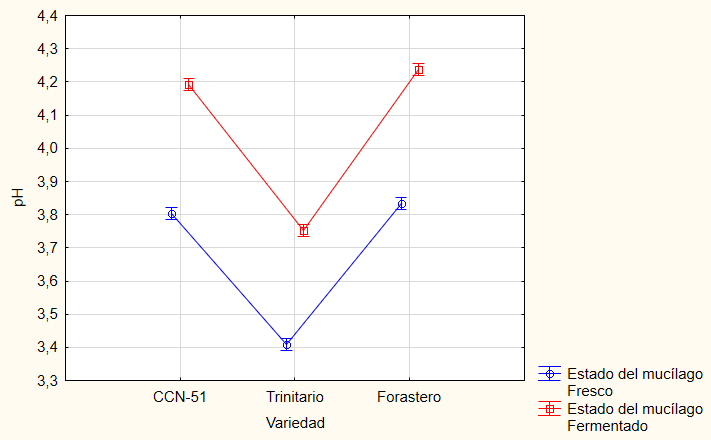 4,4
4,3
4,2
4,1
4,0
3,9
3,8
3,7
3,6
3,5
3,4
3,3
pH
CCN-51 Trinitario Forastero
Variedad
Estado del mucílago
Fresco
Estado del mucílago
Fermentado